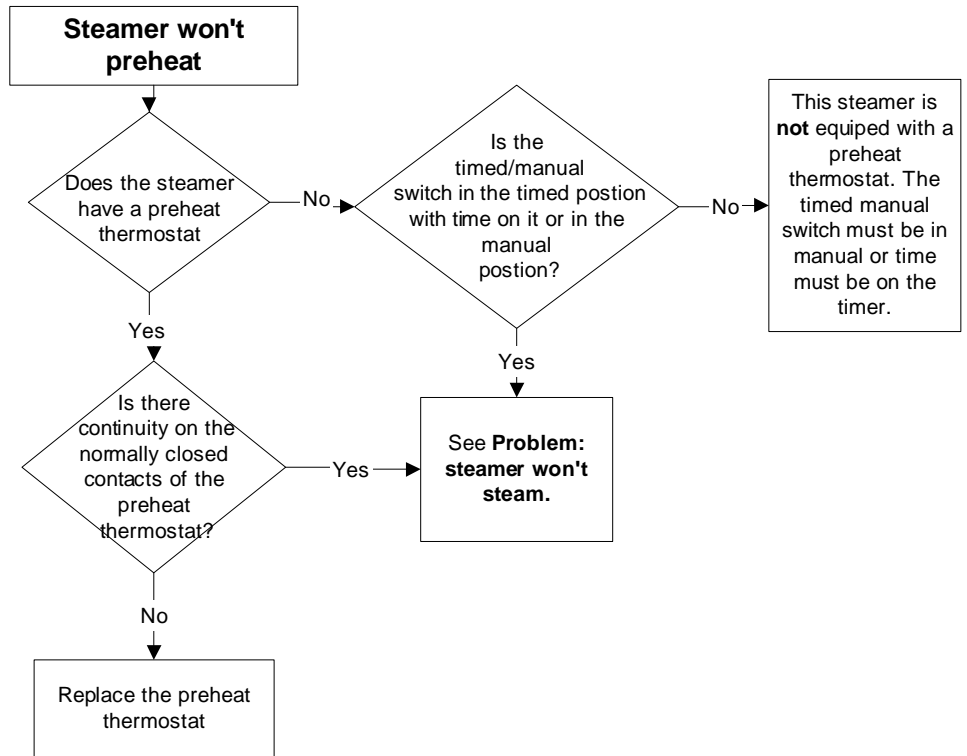 Steamer won't
preheat
Does the steamer
have a preheat
thermostat
No
Is the
timed/manual
switch in the timed postion
with time on it or in the
manual
postion?
No
This steamer is
not equiped with a
preheat
thermostat. The
timed manual
switch must be in
manual or time
must be on the
timer.
Yes
Yes
Is there
continuity on the
normally closed
contacts of the
preheat
thermostat?
Yes
See Problem:
steamer won't
steam.
No
Replace the preheat
thermostat